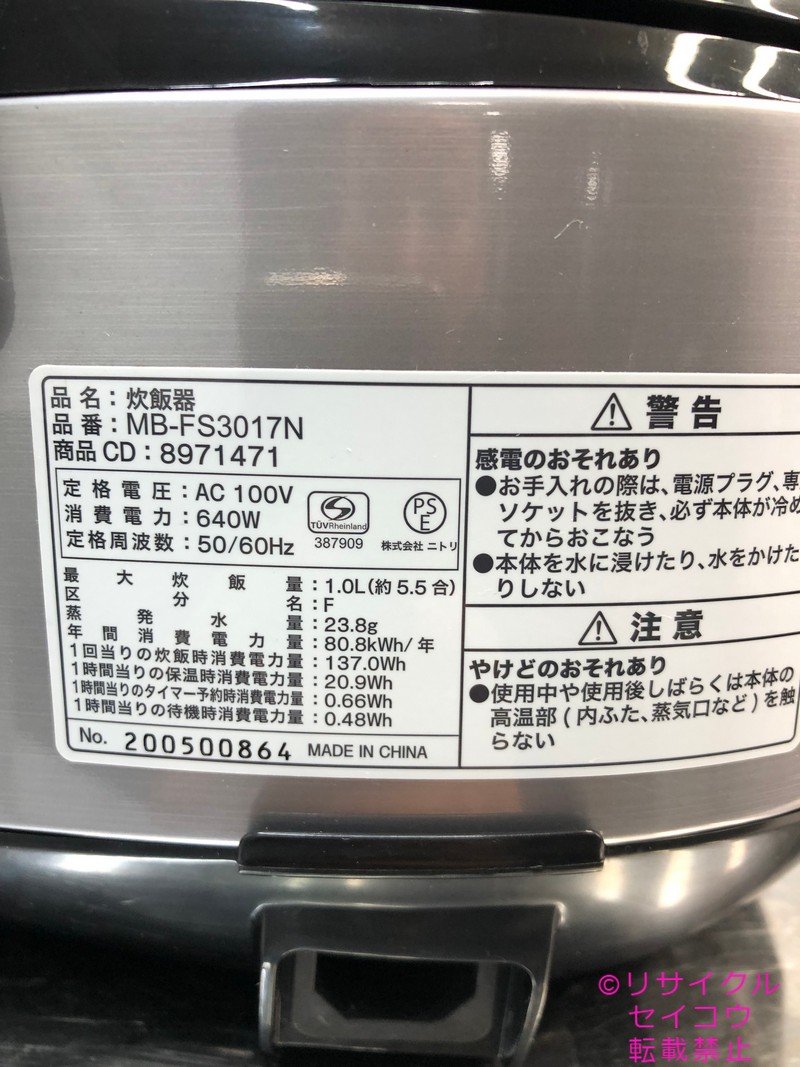 品名：炊飯器
品番：MB-FS3017N
商品CD：8971471
定格電圧：AC 100V
消費電力：640W
定格周波数：50/60Hz
TÜVRheinland
387909
PS
E
株式会社 ニトリ
最大炊飯量：1.0L(約5.5合)
区分名：F
蒸発水量：23.8g
年間消費電力量：80.8kWh/年
1回当りの炊飯時消費電力量：137.0Wh
1時間当りの保温時消費電力量：20.9Wh
1時間当りのタイマー予約時消費電力量：0.66Wh
1時間当りの待機時消費電力量：0.48Wh
No. 200500864 MADE IN CHINA
警告
感電のおそれあり
●お手入れの際は、電源プラグ、専
ソケットを抜き、必ず本体が冷め
てからおこなう
●本体を水に浸けたり、水をかけた
りしない
注意
やけどのおそれあり
●使用中や使用後しばらくは本体の
高温部(内ふた、蒸気口など)を触
らない
©リサイクル
セイコウ
転載禁止